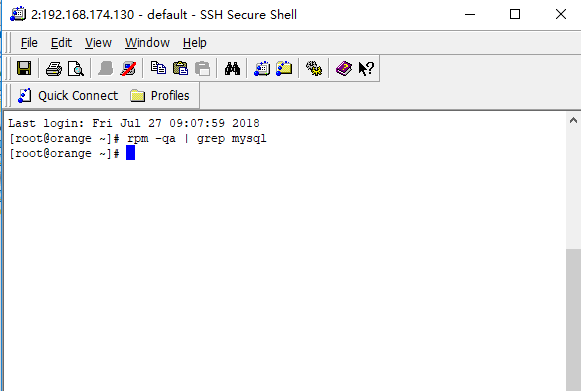 2:192.168.174.130 - default - SSH Secure Shell
File Edit View Window Help
Quick Connect Profiles
Last login: Fri Jul 27 09:07:59 2018
[root@orange ~]# rpm -qa | grep mysql
[root@orange ~]#